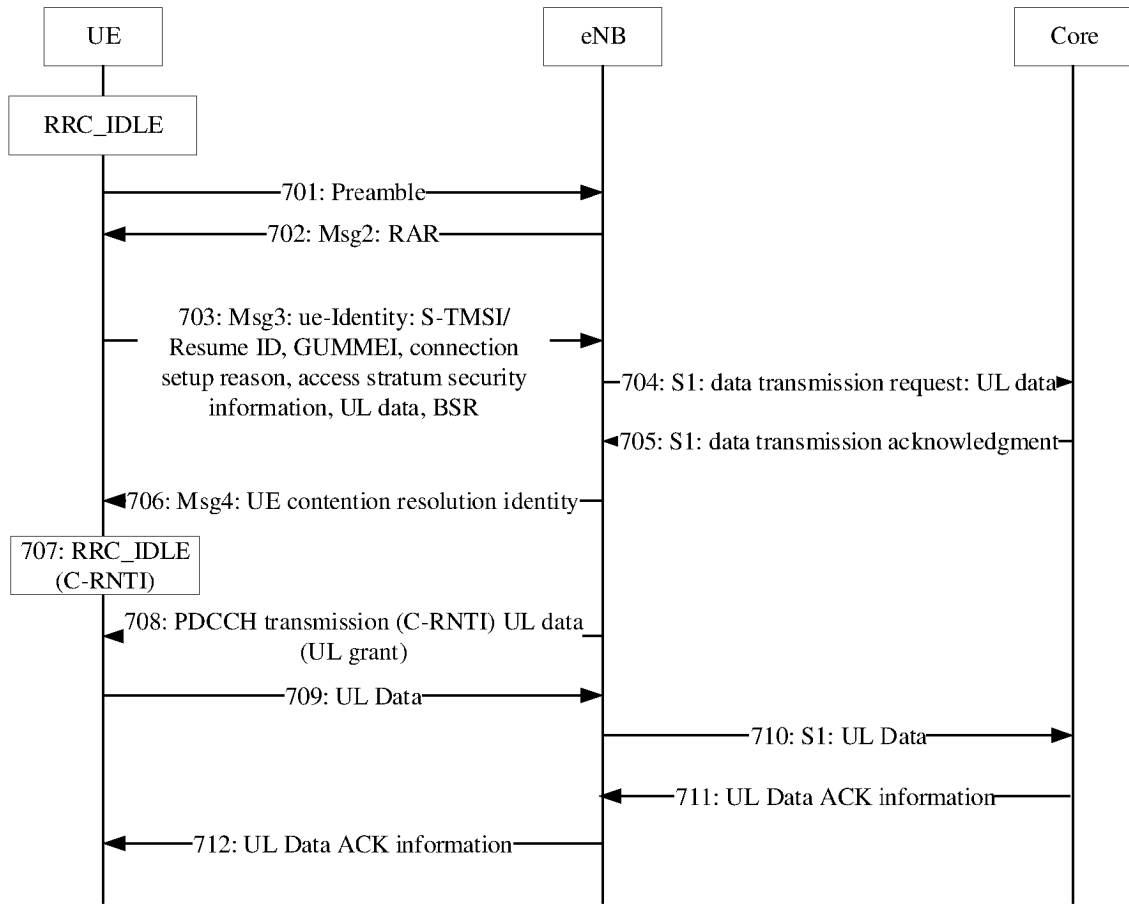 UE
eNB
Core
RRC_IDLE
701: Preamble
702: Msg2: RAR
703: Msg3: ue-Identity: S-TMSI/
Resume ID, GUMMEI, connection
setup reason, access stratum security
information, UL data, BSR
704: S1: data transmission request: UL data
705: S1: data transmission acknowledgment
706: Msg4: UE contention resolution identity
707: RRC_IDLE
(C-RNTI)
708: PDCCH transmission (C-RNTI) UL data
(UL grant)
709: UL Data
710: S1: UL Data
711: UL Data ACK information
712: UL Data ACK information